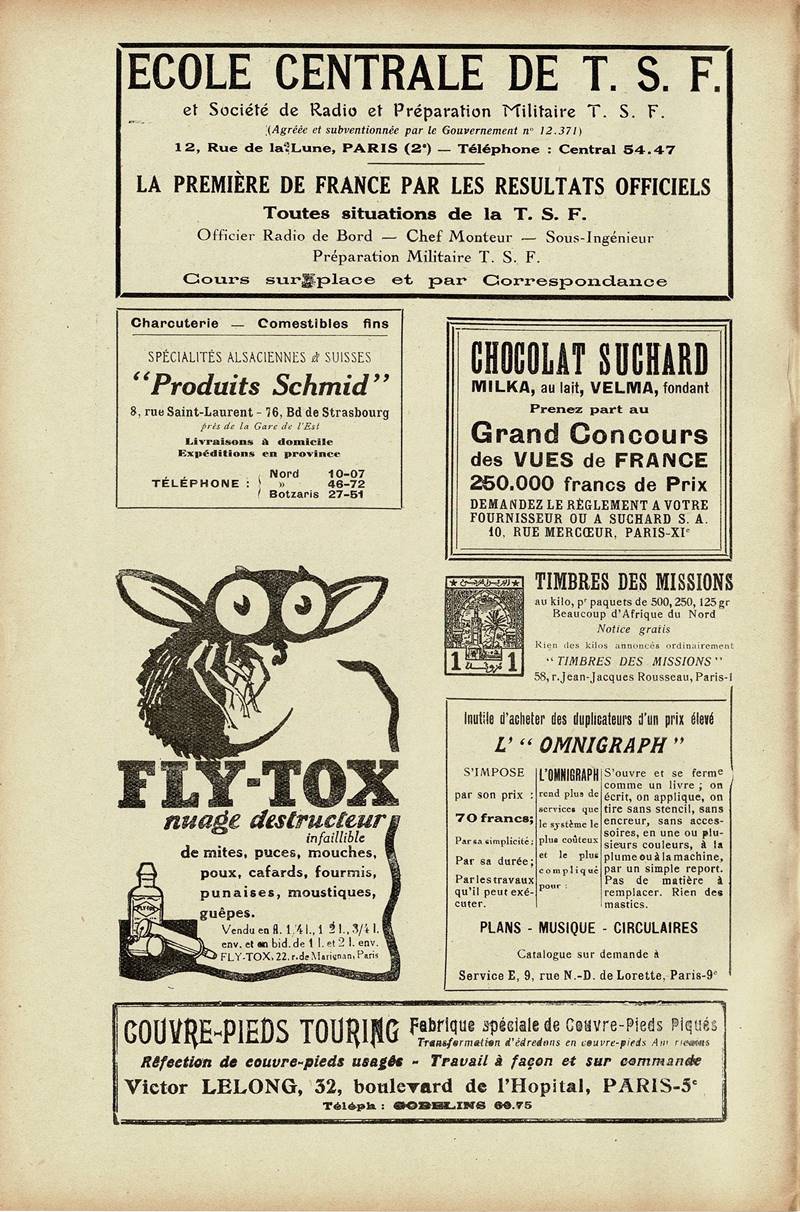 ECOLE CENTRALE DE T. S. F.
et Société de Radio et Préparation Militaire T. S. F.
(Agréée et subventionnée par le Gouvernement n° 12.371)
12, Rue de la Lune, PARIS (2e) — Téléphone : Central 54.47
LA PREMIÈRE DE FRANCE PAR LES RESULTATS OFFICIELS
Toutes situations de la T. S. F.
Officier Radio de Bord — Chef Monteur — Sous-Ingénieur
Préparation Militaire T. S. F.
Cours sur place et par Correspondance
Charcuterie — Comestibles fins
SPÉCIALITÉS ALSACIENNES & SUISSES
“Produits Schmid”
8, rue Saint-Laurent - 76, Bd de Strasbourg
près de la Gare de l'Est
Livraisons à domicile
Expéditions en province
TÉLÉPHONE :
Nord 10-07
» 46-72
Botzaris 27-51
CHOCOLAT SUCHARD
MILKA, au lait, VELMA, fondant
Prenez part au
Grand Concours
des VUES de FRANCE
250.000 francs de Prix
DEMANDEZ LE RÈGLEMENT A VOTRE
FOURNISSEUR OU A SUCHARD S. A.
10, RUE MERCŒUR, PARIS-XIe
FLY-TOX
nuage destructeur
infaillible
de mites, puces, mouches,
poux, cafards, fourmis,
punaises, moustiques,
guêpes.
Vendu en fl. 1/4 l., 1/2 l., 3/4 l.
env. et en bid. de 1 l. et 2 l. env.
FLY-TOX, 22, r. de Marignan, Paris
FLY-TOX
1 1
TIMBRES DES MISSIONS
au kilo, pr paquets de 500, 250, 125 gr
Beaucoup d'Afrique du Nord
Notice gratis
Rien des kilos annoncés ordinairement
“TIMBRES DES MISSIONS”
58, r. Jean-Jacques Rousseau, Paris-1
Inutile d'acheter des duplicateurs d'un prix élevé
L' “ OMNIGRAPH ”
S'IMPOSE
par son prix :
70 francs;
Par sa simplicité;
Par sa durée;
Par les travaux
qu'il peut exé-
cuter.
L'OMNIGRAPH
rend plus de
services que
le système le
plus coûteux
et le plus
compliqué
pour :
S'ouvre et se ferme
comme un livre ; on
écrit, on applique, on
tire sans stencil, sans
encreur, sans acces-
soires, en une ou plu-
sieurs couleurs, à la
plume ou à la machine,
par un simple report.
Pas de matière à
remplacer. Rien des
mastics.
PLANS - MUSIQUE - CIRCULAIRES
Catalogue sur demande à
Service E, 9, rue N.-D. de Lorette, Paris-9e
COUVRE-PIEDS TOURING
Fabrique spéciale de Couvre-Pieds Piqués
Transformation d'édredons en couvre-pieds
Réfection de couvre-pieds usagés - Travail à façon et sur commande
Victor LELONG, 32, boulevard de l'Hopital, PARIS-5e
Téléph : GOBELINS 60.75